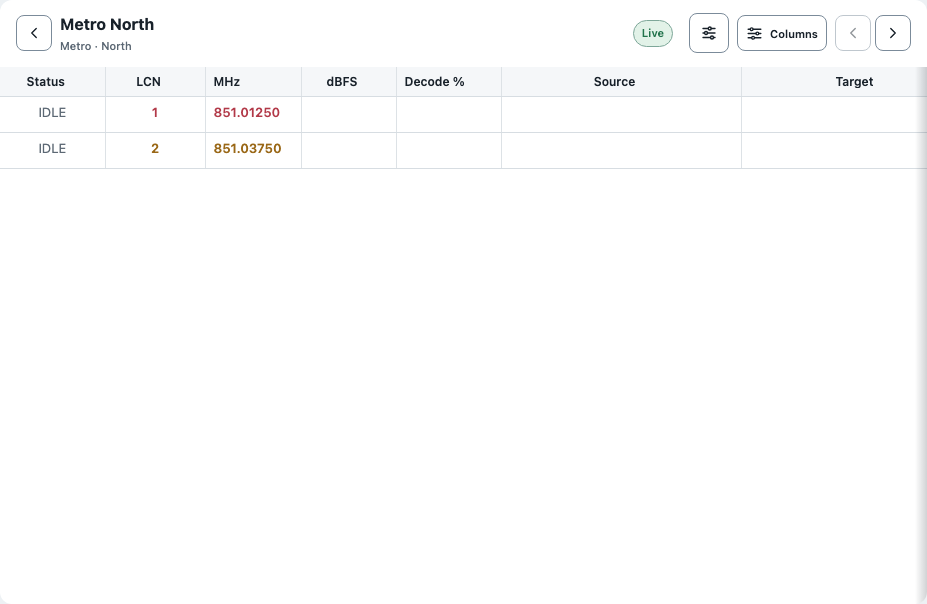 Metro North
Metro · North
Live
Columns
Status LCN MHz dBFS Decode % Source Target
IDLE 1 851.01250
IDLE 2 851.03750